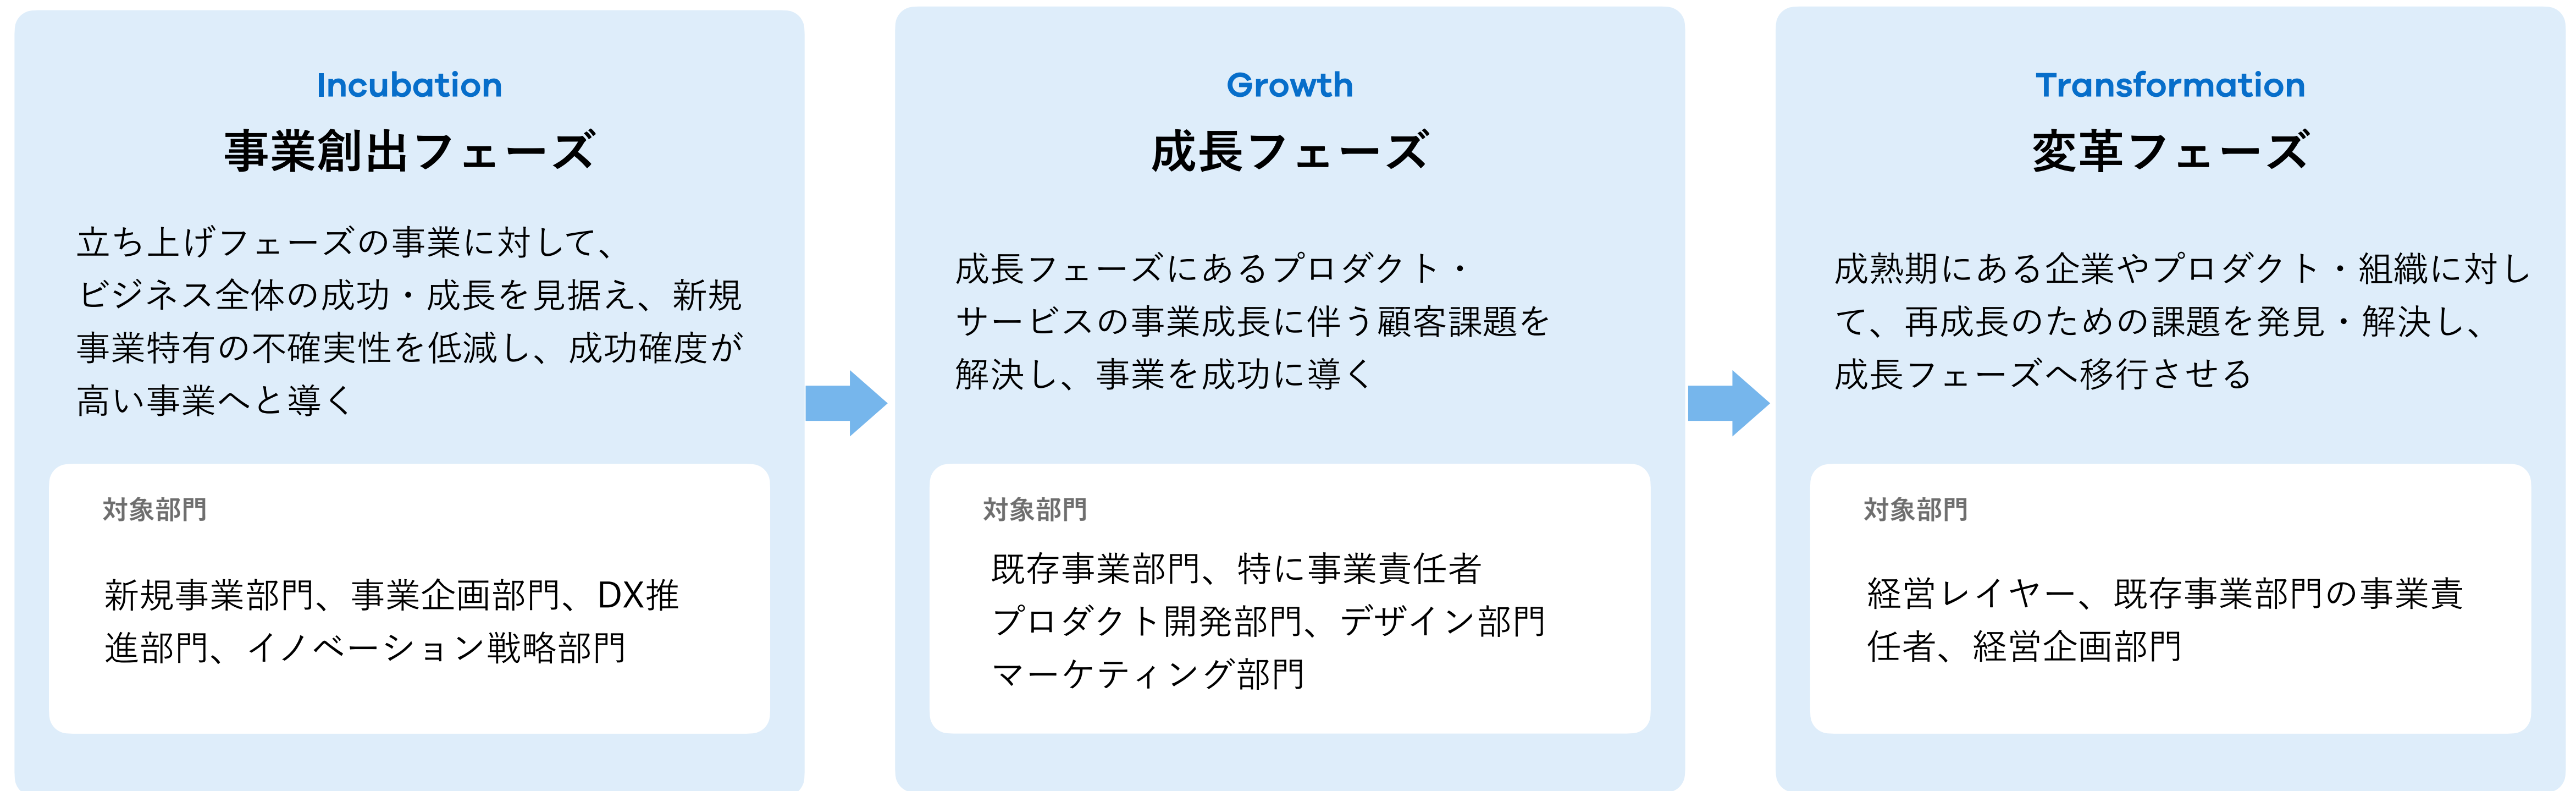 Incubation
事業創出フェーズ
立ち上げフェーズの事業に対して、
ビジネス全体の成功・成長を見据え、新規
事業特有の不確実性を低減し、成功確度が
高い事業へと導く
対象部門
新規事業部門、事業企画部門、DX推
進部門、イノベーション戦略部門
Growth
成長フェーズ
成長フェーズにあるプロダクト・
サービスの事業成長に伴う顧客課題を
解決し、事業を成功に導く
対象部門
既存事業部門、特に事業責任者
プロダクト開発部門、デザイン部門
マーケティング部門
Transformation
変革フェーズ
成熟期にある企業やプロダクト・組織に対し
て、再成長のための課題を発見・解決し、
成長フェーズへ移行させる
対象部門
経営レイヤー、既存事業部門の事業責
任者、経営企画部門